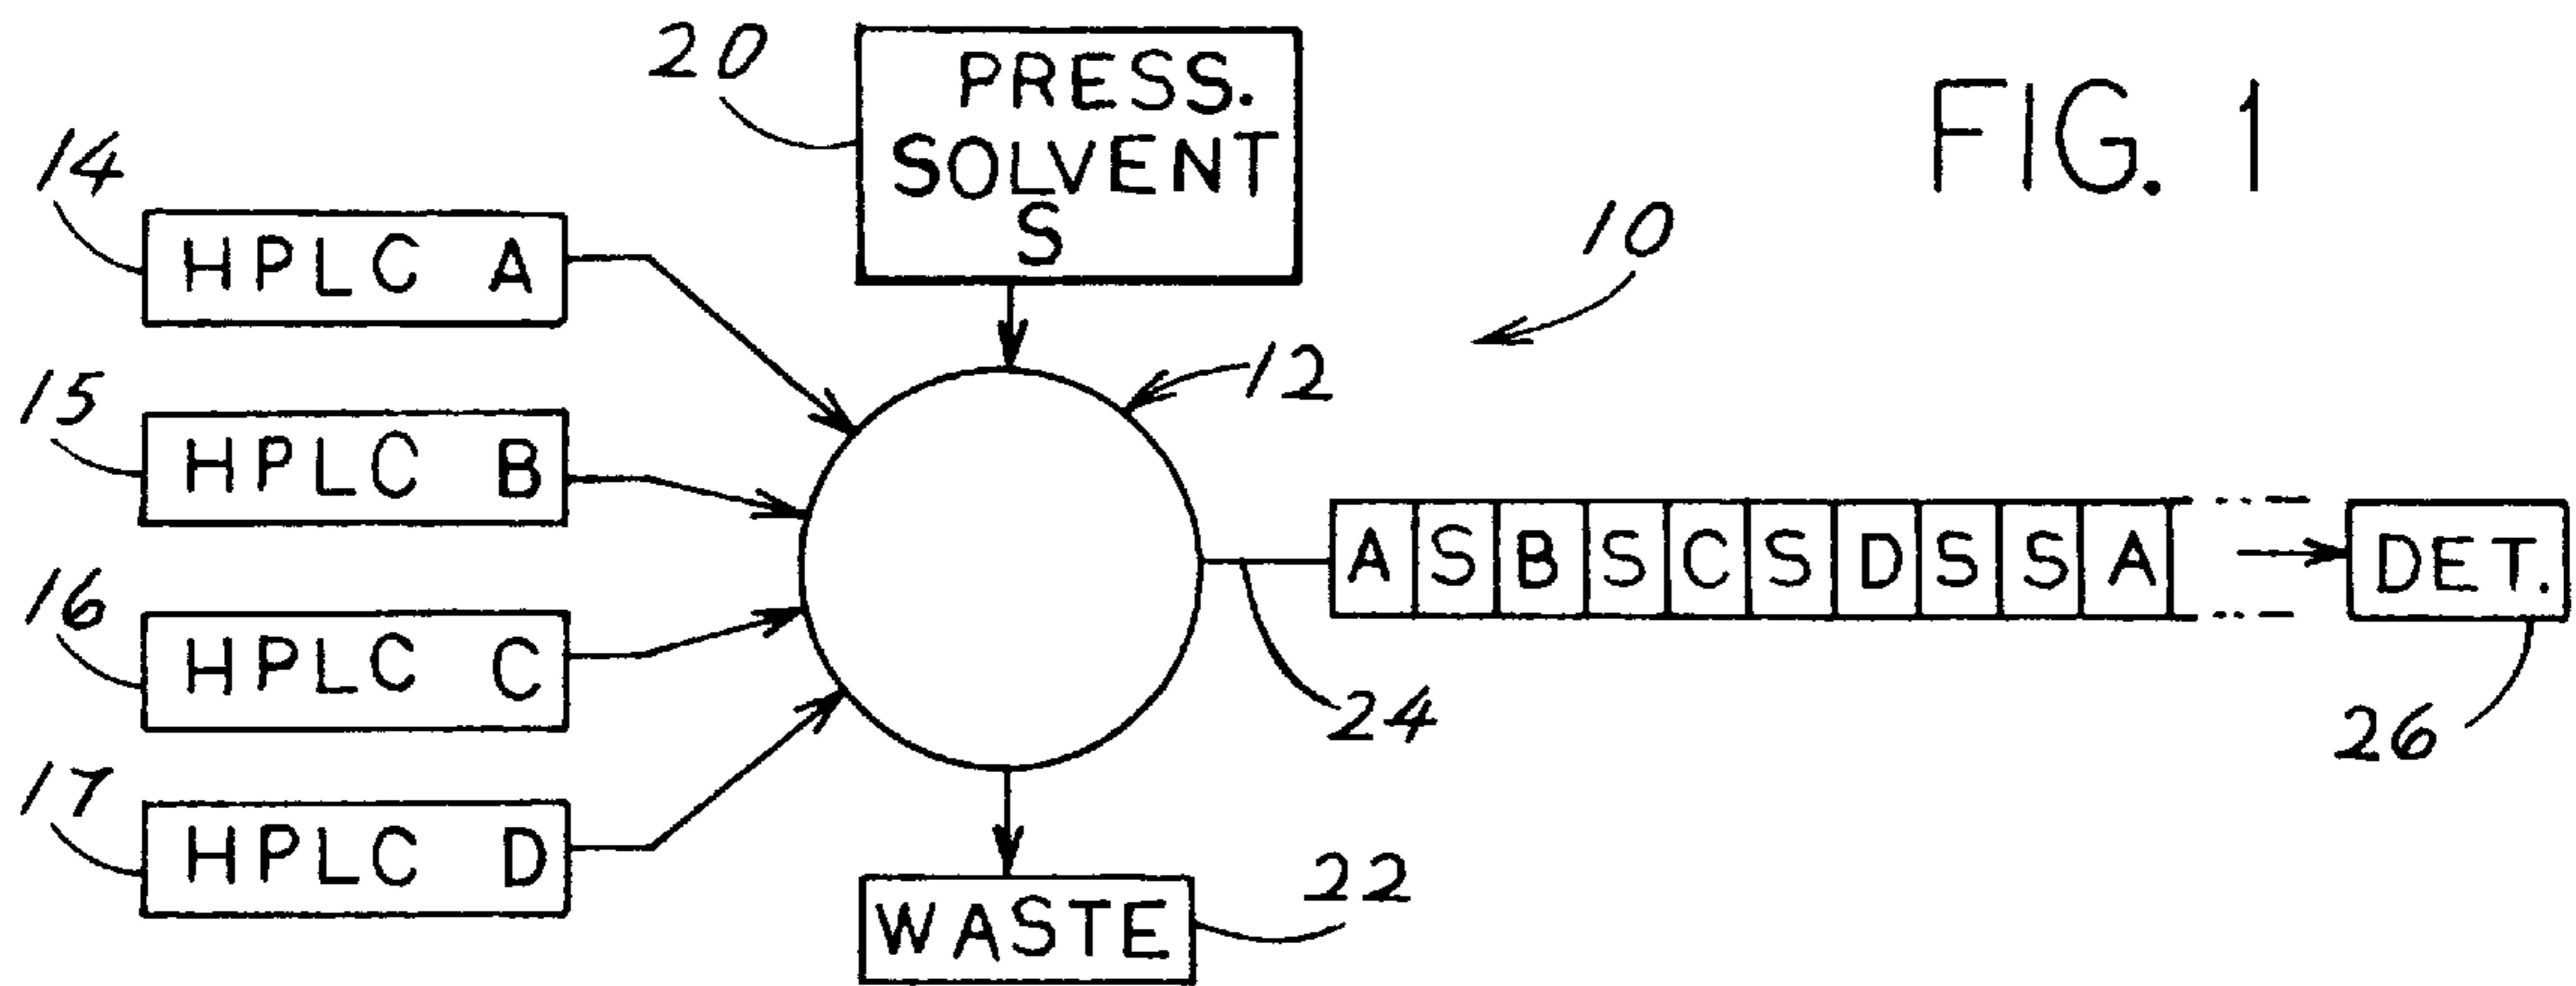 FIG. 1
20
PRESS.
SOLVENT
S
10
14
HPLC A
12
15
HPLC B
A S B S C S D S S A
DET.
16
HPLC C
24
26
17
HPLC D
22
WASTE